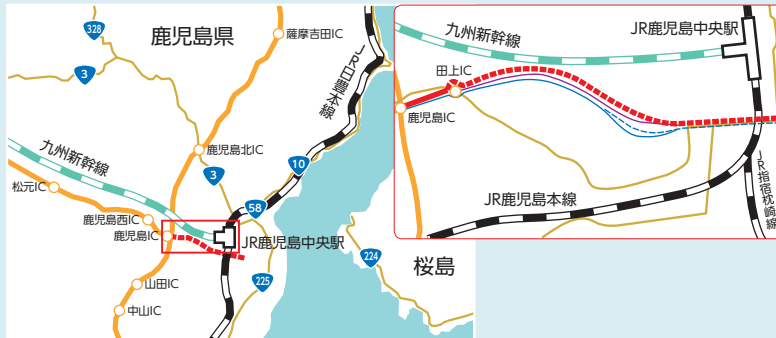 328
鹿児島県
薩摩吉田IC
3
JR日豊本線
鹿児島北IC
3
10
九州新幹線
松元IC
58
鹿児島西IC
鹿児島IC
JR鹿児島中央駅
224
桜島
225
山田IC
中山IC
九州新幹線
JR鹿児島中央駅
田上IC
鹿児島IC
JR鹿児島本線
JR指宿枕崎線